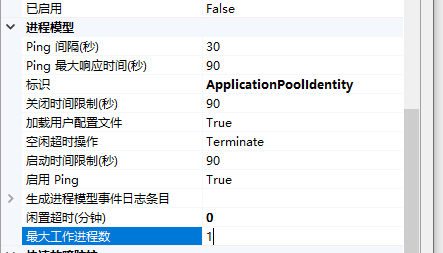 已启用 False
进程模型
Ping 间隔(秒) 30
Ping 最大响应时间(秒) 90
标识 ApplicationPoolIdentity
关闭时间限制(秒) 90
加载用户配置文件 True
空闲超时操作 Terminate
启动时间限制(秒) 90
启用 Ping True
生成进程模型事件日志条目
闲置超时(分钟) 0
最大工作进程数 1